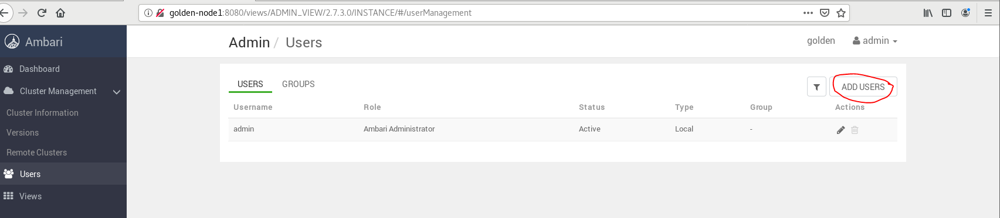 golden-node1:8080/views/ADMIN_VIEW/2.7.3.0/INSTANCE/#/userManagement
Ambari
Admin / Users
golden
admin
Dashboard
Cluster Management
Cluster Information
Versions
Remote Clusters
Users
Views
USERS GROUPS
ADD USERS
Username Role Status Type Group Actions
admin Ambari Administrator Active Local -